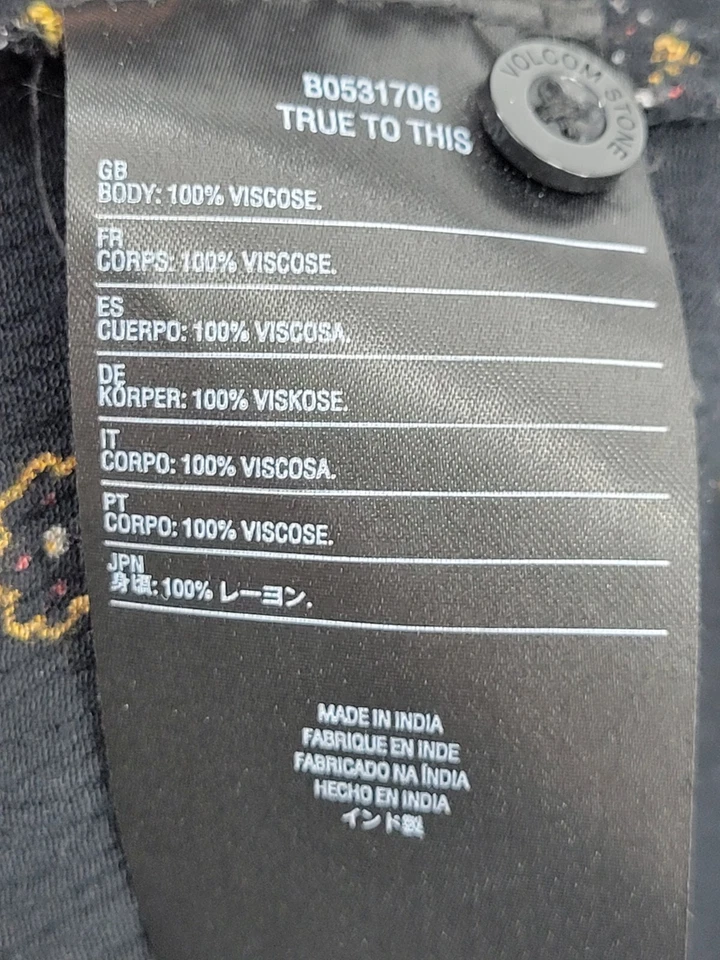 VOLCOM STONE
B0531706
TRUE TO THIS
GB
BODY: 100% VISCOSE.
FR
CORPS: 100% VISCOSE.
ES
CUERPO: 100% VISCOSA.
DE
KÖRPER: 100% VISKOSE.
IT
CORPO: 100% VISCOSA.
PT
CORPO: 100% VISCOSE.
JPN
身頃: 100% レーヨン.
MADE IN INDIA
FABRIQUE EN INDE
FABRICADO NA ÍNDIA
HECHO EN INDIA
インド製